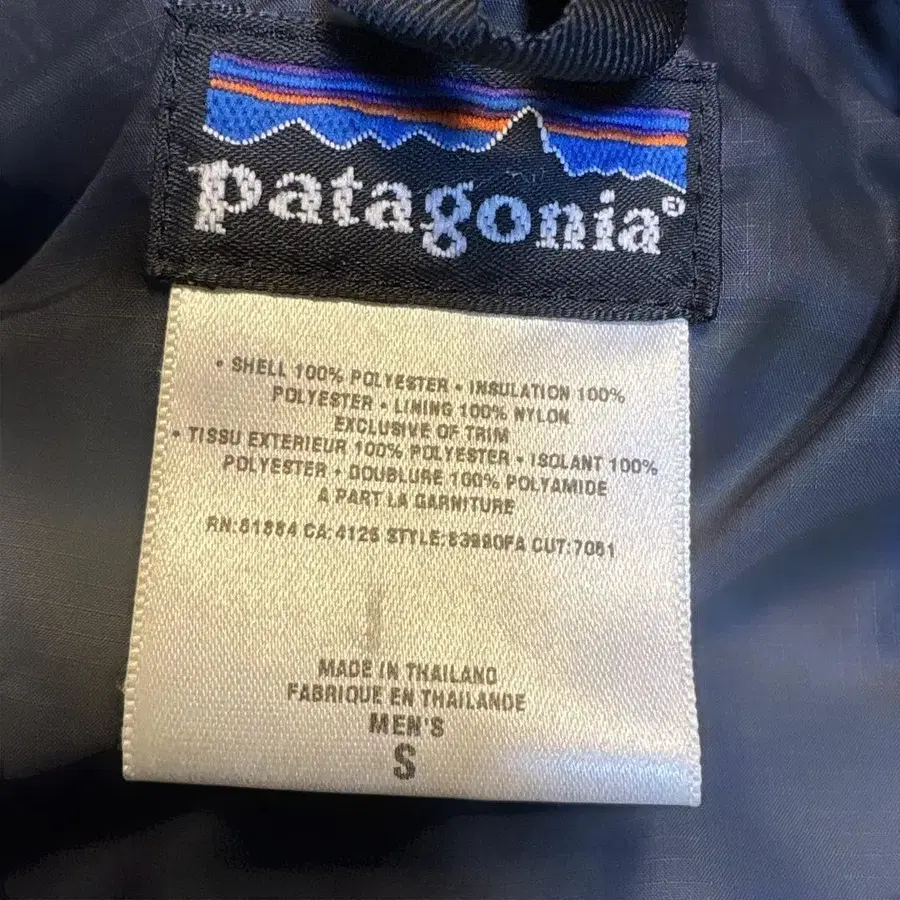 patagonia®
• SHELL 100% POLYESTER • INSULATION 100%
POLYESTER • LINING 100% NYLON
EXCLUSIVE OF TRIM
• TISSU EXTERIEUR 100% POLYESTER • ISOLANT 100%
POLYESTER • DOUBLURE 100% POLYAMIDE
A PART LA GARNITURE
RN:51884 CA:4125 STYLE:83990FA CUT:7051
MADE IN THAILAND
FABRIQUE EN THAILANDE
MEN'S
S